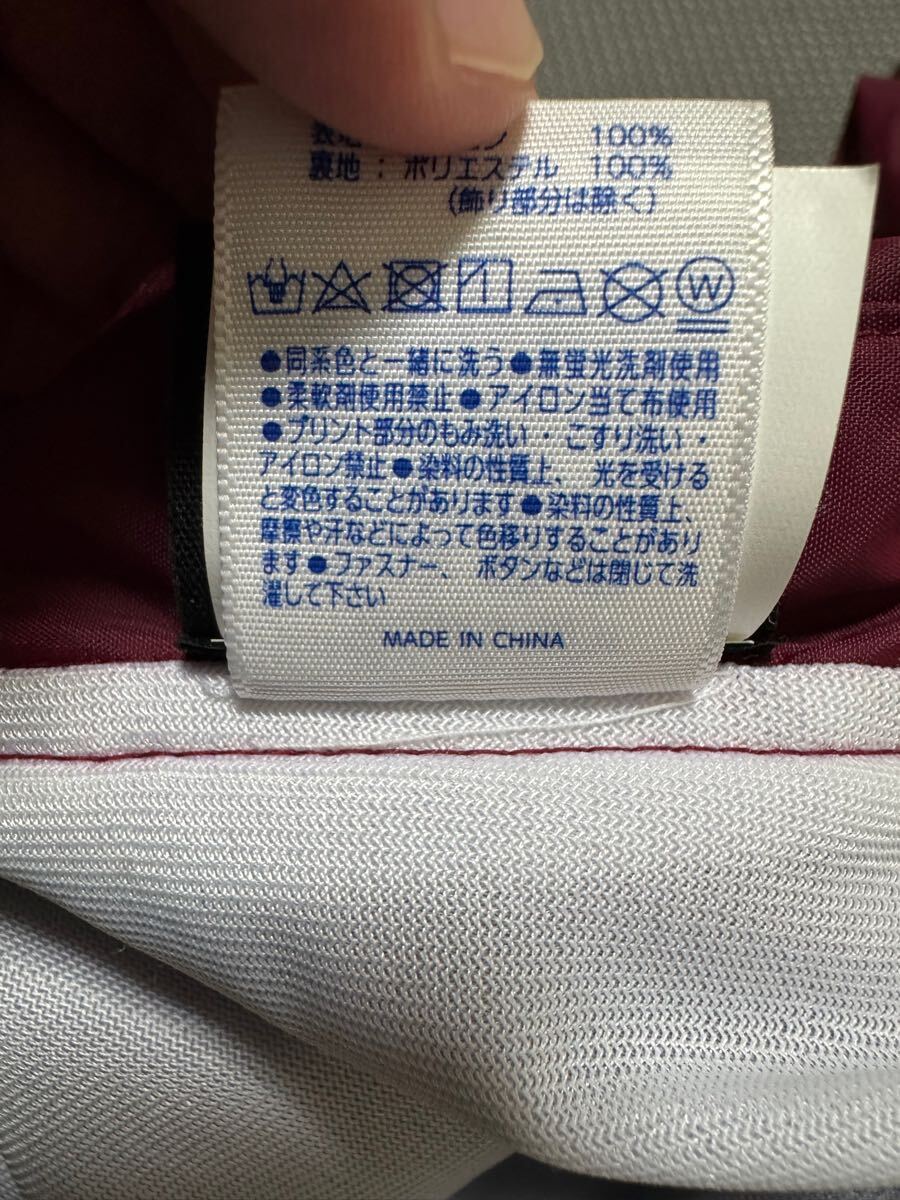 表地 100%
裏地：ポリエステル 100%
（飾り部分は除く）
W
●同系色と一緒に洗う●無蛍光洗剤使用
●柔軟剤使用禁止●アイロン当て布使用
●プリント部分のもみ洗い・こすり洗い・
アイロン禁止●染料の性質上、光を受ける
と変色することがあります●染料の性質上、
摩擦や汗などによって色移りすることがあり
ます●ファスナー、ボタンなどは閉じて洗
濯して下さい
MADE IN CHINA